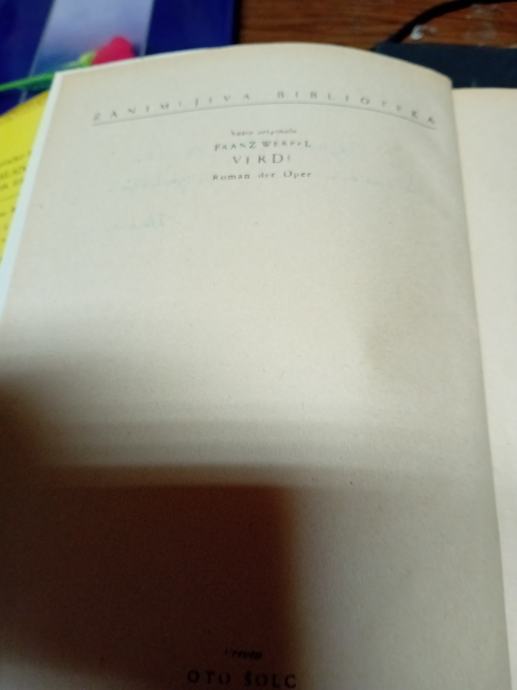 ZANIMLJIVA BIBLIOTEKA
FRANZ WERFEL
VERDI
Roman der Oper
OTO ŠOLC